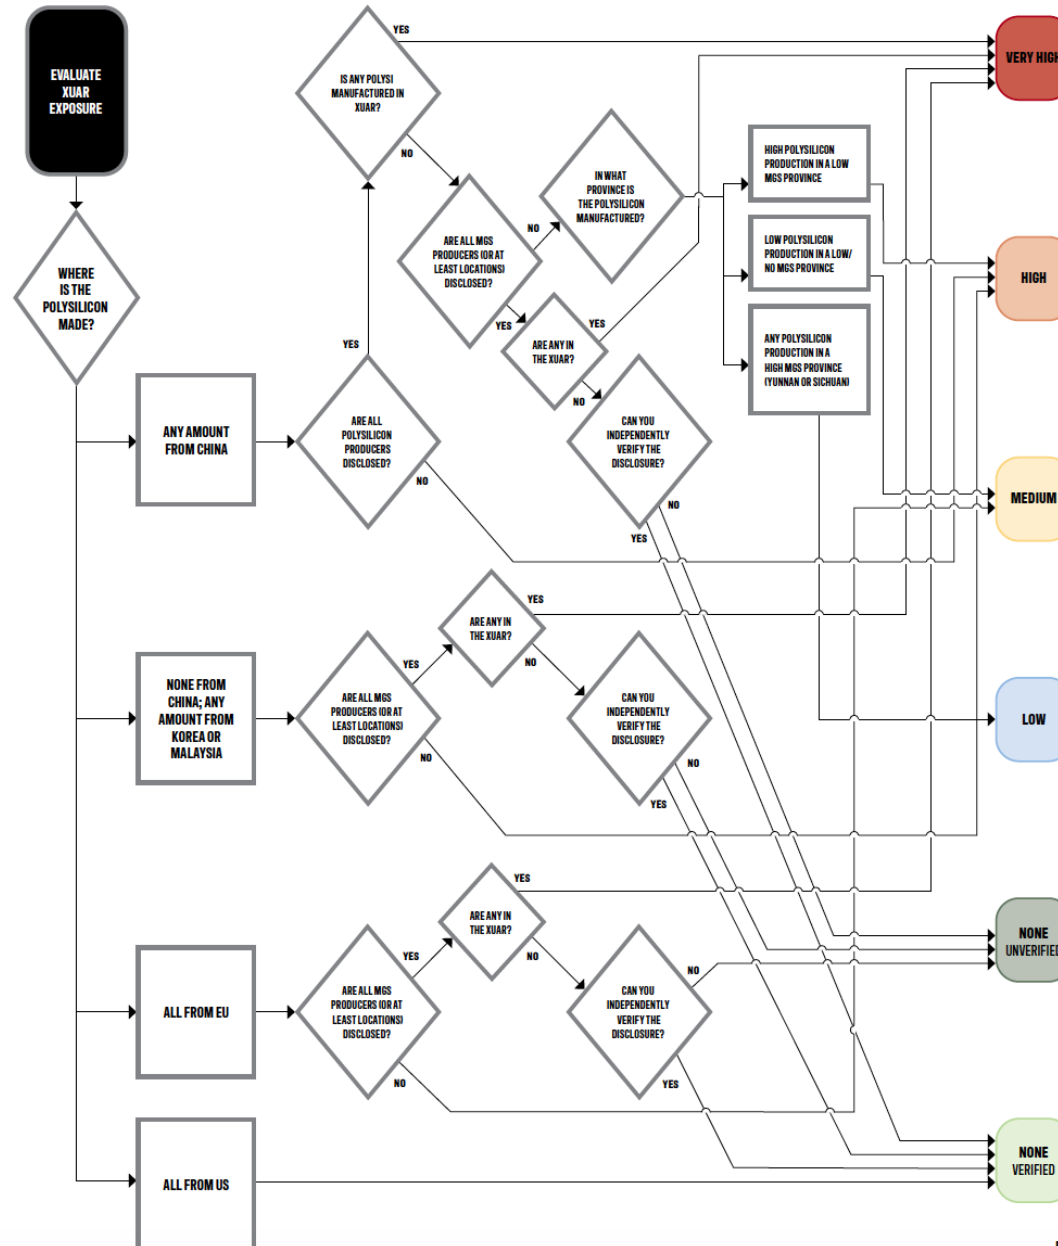 EVALUATE
XUAR
EXPOSURE
WHERE
IS THE
POLYSILICON
MADE?
IS ANY POLYSI
MANUFACTURED IN
XUAR?
YES
NO
VERY HIGH
IN WHAT
PROVINCE IS
THE POLYSILICON
MANUFACTURED?
HIGH POLYSILICON
PRODUCTION IN A LOW
MGS PROVINCE
ARE ALL MGS
PRODUCERS (OR AT
LEAST LOCATIONS)
DISCLOSED?
NO
YES
LOW POLYSILICON
PRODUCTION IN A LOW/
NO MGS PROVINCE
HIGH
ARE ANY IN
THE XUAR?
YES
NO
ANY POLYSILICON
PRODUCTION IN A
HIGH MGS PROVINCE
(YUNNAN OR SICHUAN)
ANY AMOUNT
FROM CHINA
YES
ARE ALL
POLYSILICON
PRODUCERS
DISCLOSED?
NO
CAN YOU
INDEPENDENTLY
VERIFY THE
DISCLOSURE?
NO
YES
MEDIUM
NONE FROM
CHINA; ANY
AMOUNT FROM
KOREA OR
MALAYSIA
ARE ALL MGS
PRODUCERS (OR AT
LEAST LOCATIONS)
DISCLOSED?
YES
NO
ARE ANY IN
THE XUAR?
YES
NO
CAN YOU
INDEPENDENTLY
VERIFY THE
DISCLOSURE?
NO
YES
LOW
ALL FROM EU
ARE ALL MGS
PRODUCERS (OR AT
LEAST LOCATIONS)
DISCLOSED?
YES
NO
ARE ANY IN
THE XUAR?
YES
NO
CAN YOU
INDEPENDENTLY
VERIFY THE
DISCLOSURE?
NO
YES
NONE
UNVERIFIED
ALL FROM US
NONE
VERIFIED